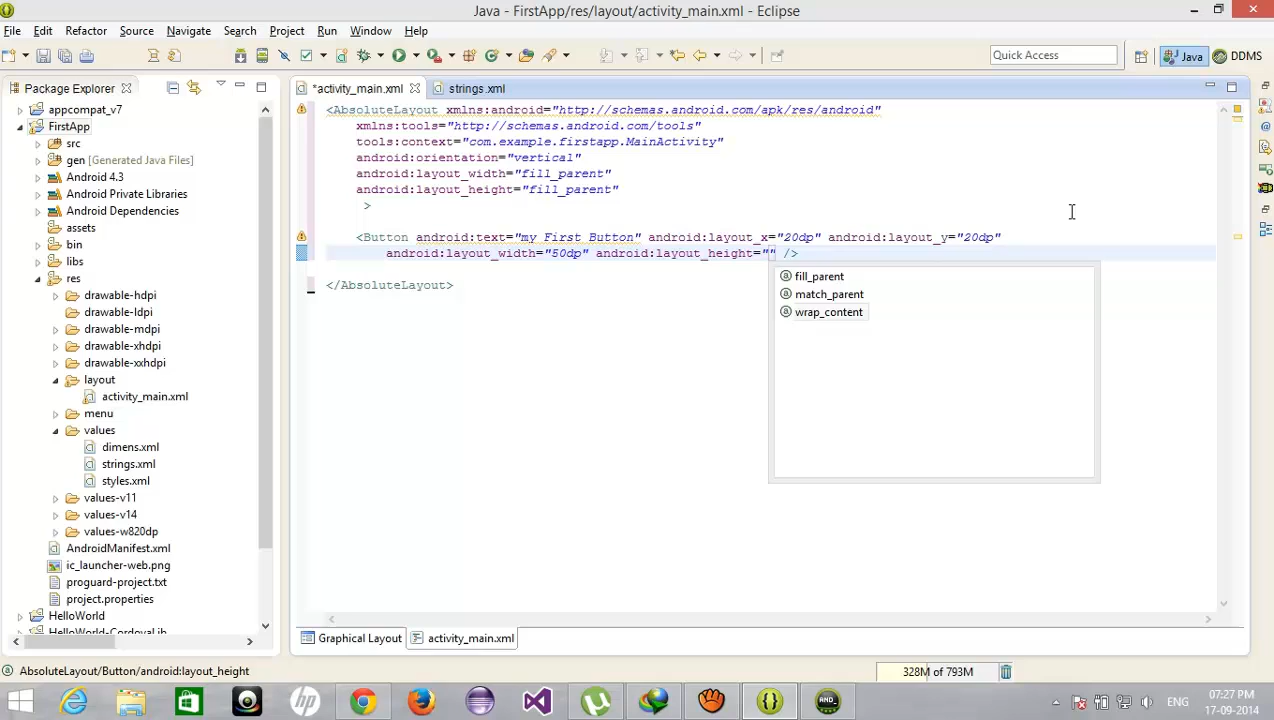 Java - FirstApp/res/layout/activity_main.xml - Eclipse
File Edit Refactor Source Navigate Search Project Run Window Help
Quick Access
Java
DDMS
Package Explorer
*activity_main.xml
strings.xml
appcompat_v7
FirstApp
src
gen [Generated Java Files]
Android 4.3
Android Private Libraries
Android Dependencies
assets
bin
libs
res
drawable-hdpi
drawable-ldpi
drawable-mdpi
drawable-xhdpi
drawable-xxhdpi
layout
activity_main.xml
menu
values
dimens.xml
strings.xml
styles.xml
values-v11
values-v14
values-w820dp
AndroidManifest.xml
ic_launcher-web.png
proguard-project.txt
project.properties
HelloWorld
HelloWorld-CordovaLib
<AbsoluteLayout xmlns:android="http://schemas.android.com/apk/res/android"
xmlns:tools="http://schemas.android.com/tools"
tools:context="com.example.firstapp.MainActivity"
android:orientation="vertical"
android:layout_width="fill_parent"
android:layout_height="fill_parent"
>
<Button android:text="my First Button" android:layout_x="20dp" android:layout_y="20dp"
android:layout_width="50dp" android:layout_height="" />
</AbsoluteLayout>
fill_parent
match_parent
wrap_content
Graphical Layout
activity_main.xml
AbsoluteLayout/Button/android:layout_height
328M of 793M
ENG
07:27 PM
17-09-2014